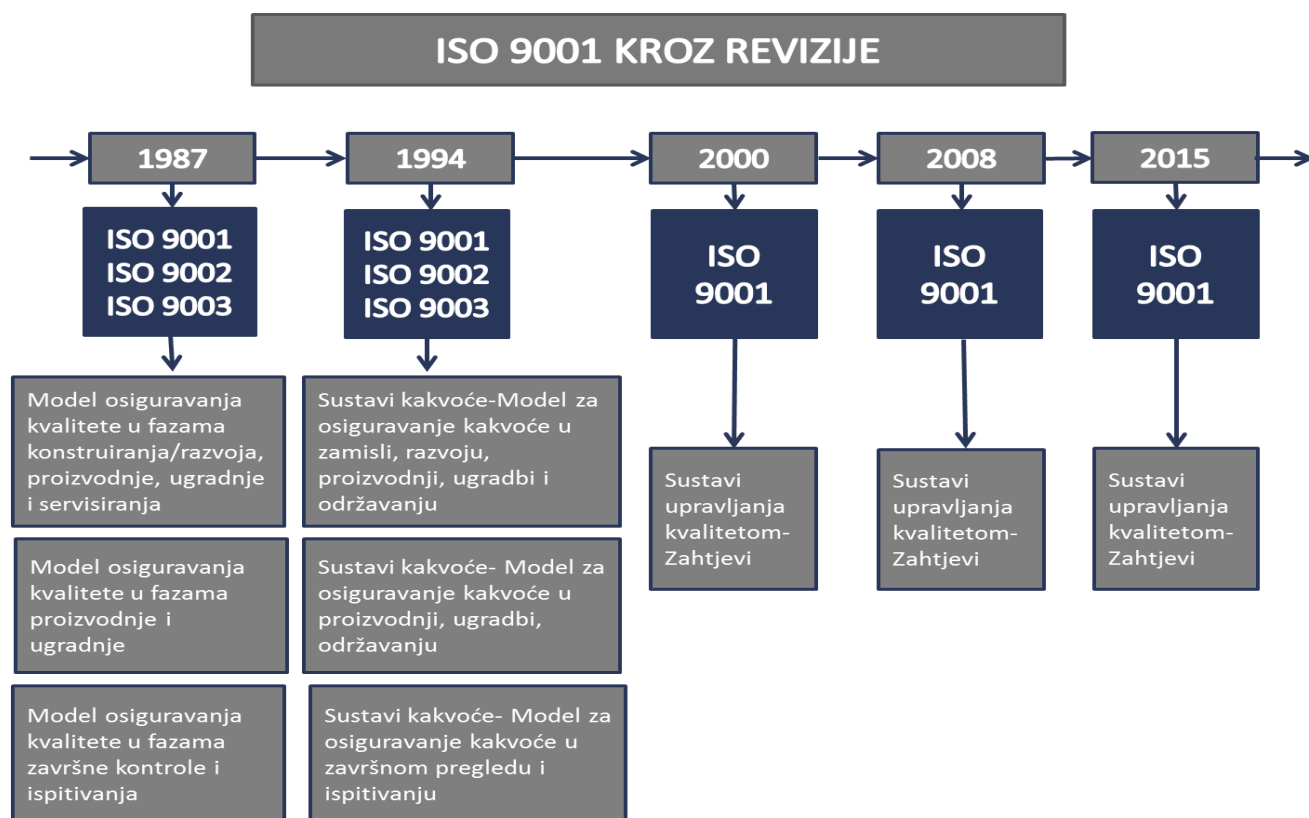 ISO 9001 KROZ REVIZIJE
1987
1994
2000
2008
2015
ISO 9001
ISO 9002
ISO 9003
ISO 9001
ISO 9002
ISO 9003
ISO
9001
ISO
9001
ISO
9001
Model osiguravanja
kvalitete u fazama
konstruiranja/razvoja,
proizvodnje, ugradnje
i servisiranja
Sustavi kakvoće-Model za
osiguravanje kakvoće u
zamisli, razvoju,
proizvodnji, ugradbi i
održavanju
Sustavi
upravljanja
kvalitetom-
Zahtjevi
Sustavi
upravljanja
kvalitetom-
Zahtjevi
Sustavi
upravljanja
kvalitetom-
Zahtjevi
Model osiguravanja
kvalitete u fazama
proizvodnje i
ugradnje
Sustavi kakvoće- Model za
osiguravanje kakvoće u
proizvodnji, ugradbi,
održavanju
Model osiguravanja
kvalitete u fazama
završne kontrole i
ispitivanja
Sustavi kakvoće- Model za
osiguravanje kakvoće u
završnom pregledu i
ispitivanju